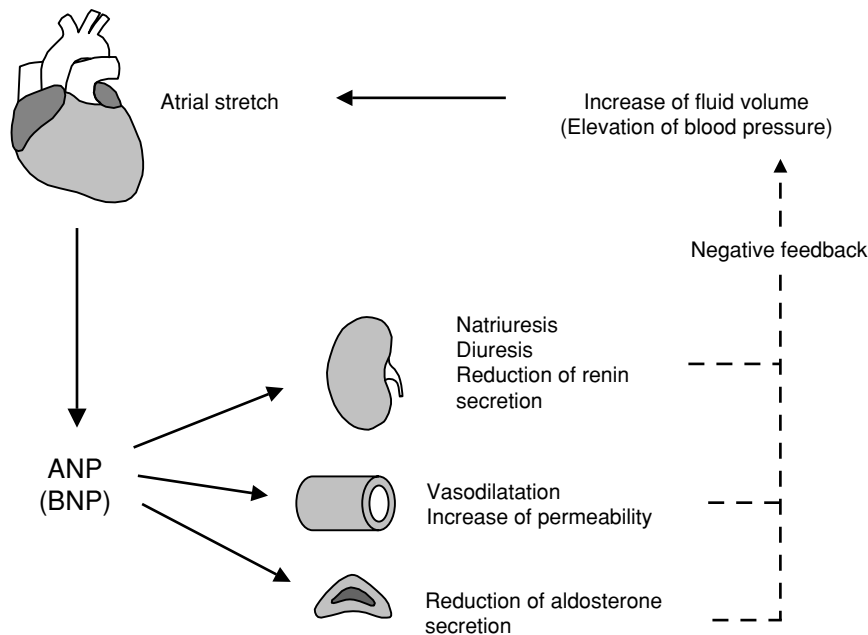 Atrial stretch
Increase of fluid volume
(Elevation of blood pressure)
Negative feedback
Natriuresis
Diuresis
Reduction of renin
secretion
ANP
(BNP)
Vasodilatation
Increase of permeability
Reduction of aldosterone
secretion